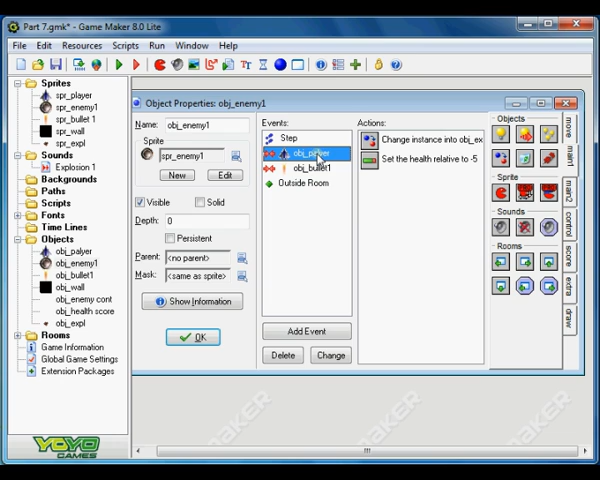 Part 7.gmk* - Game Maker 8.0 Lite
File Edit Resources Scripts Run Window Help
Sprites
spr_player
spr_enemy1
spr_bullet 1
spr_wall
spr_expl
Sounds
Explosion 1
Backgrounds
Paths
Scripts
Fonts
Time Lines
Objects
obj_palyer
obj_enemy1
obj_bullet1
obj_wall
obj_enemy cont
obj_health score
obj_expl
Rooms
Game Information
Global Game Settings
Extension Packages
YOYO
GAMES
Object Properties: obj_enemy1
Name: obj_enemy1
Sprite
spr_enemy1
New Edit
Visible Solid
Depth: 0
Persistent
Parent: <no parent>
Mask: <same as sprite>
Show Information
OK
Events:
Step
obj_palyer
obj_bullet1
Outside Room
Add Event
Delete Change
Actions:
Change instance into obj_ex
Set the health relative to -5
Objects
Sprite
Sounds
Rooms
move
main1
main2
control
score
extra
draw